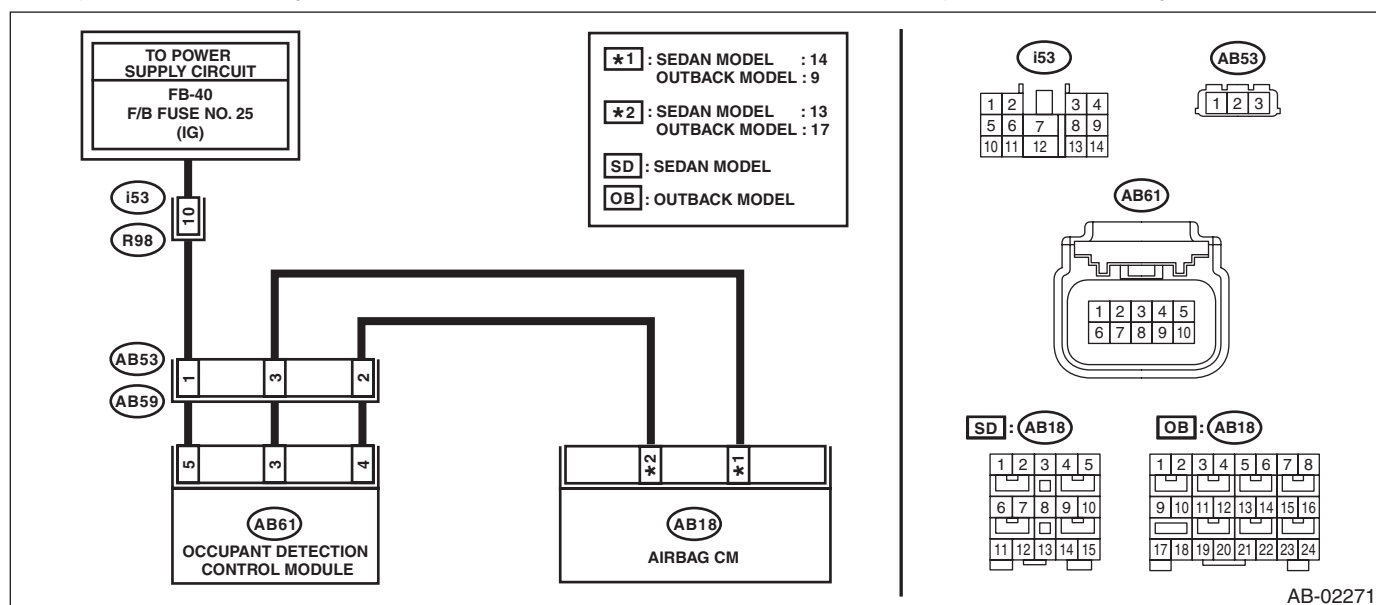 TO POWER
SUPPLY CIRCUIT
FB-40
F/B FUSE NO. 25
(IG)
i53
10
R98
AB53
1 3 2
AB59
5 3 4
AB61
OCCUPANT DETECTION
CONTROL MODULE
*2 *1
AB18
AIRBAG CM
*1 : SEDAN MODEL : 14
OUTBACK MODEL : 9
*2 : SEDAN MODEL : 13
OUTBACK MODEL : 17
SD : SEDAN MODEL
OB : OUTBACK MODEL
i53
1 2 3 4
5 6 7 8 9
10 11 12 13 14
AB53
1 2 3
AB61
1 2 3 4 5
6 7 8 9 10
SD : AB18
1 2 3 4 5
6 7 8 9 10
11 12 13 14 15
OB : AB18
1 2 3 4 5 6 7 8
9 10 11 12 13 14 15 16
17 18 19 20 21 22 23 24
AB-02271